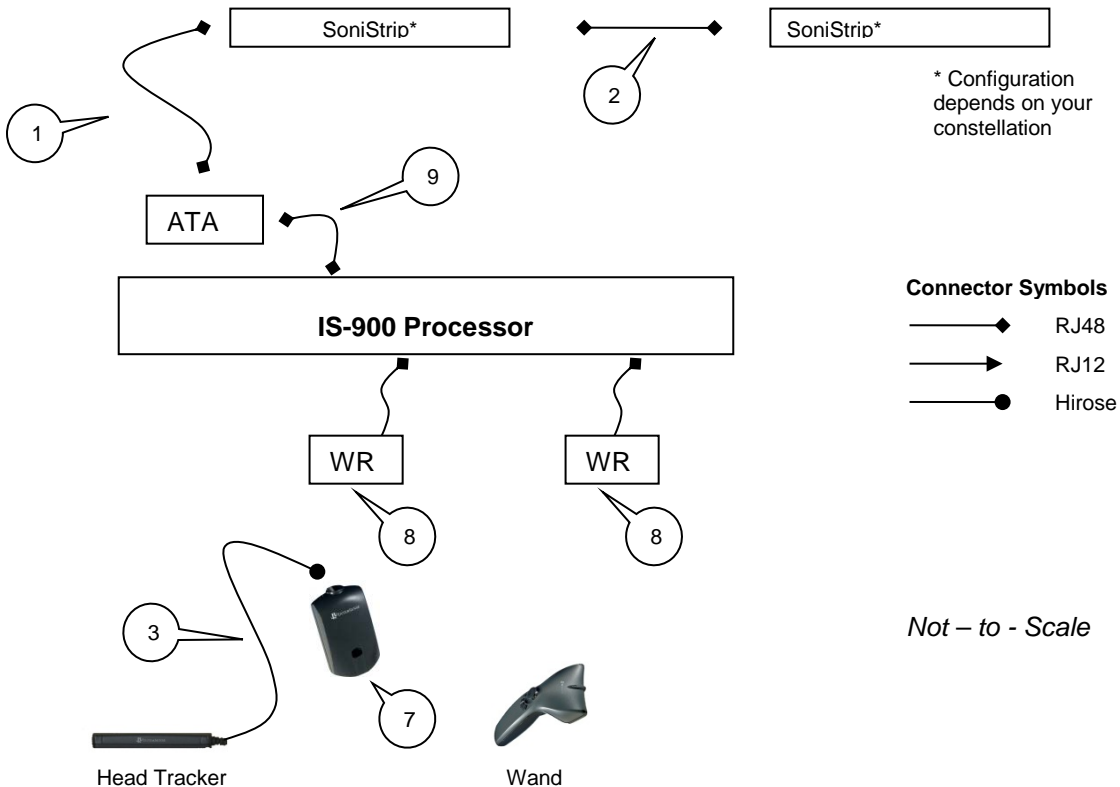 SoniStrip*
SoniStrip*
2
* Configuration
depends on your
constellation
1
9
ATA
IS-900 Processor
Connector Symbols
RJ48
RJ12
Hirose
WR
WR
8
8
3
Not – to - Scale
7
Head Tracker
Wand